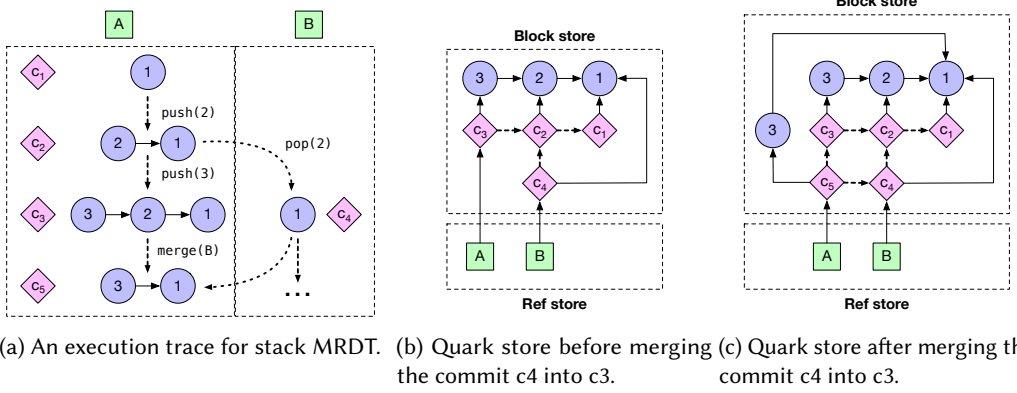 A B
c1 1
push(2)
c2 2 1 pop(2)
push(3)
c3 3 2 1 1 c4
merge(B)
c5 3 1 ...
Block store
3 2 1
c3 c2 c1
c4
A B
Ref store
Block store
3 2 1
3 c3 c2 c1
c5 c4
A B
Ref store
(a) An execution trace for stack MRDT.
(b) Quark store before merging
the commit c4 into c3.
(c) Quark store after merging th
commit c4 into c3.